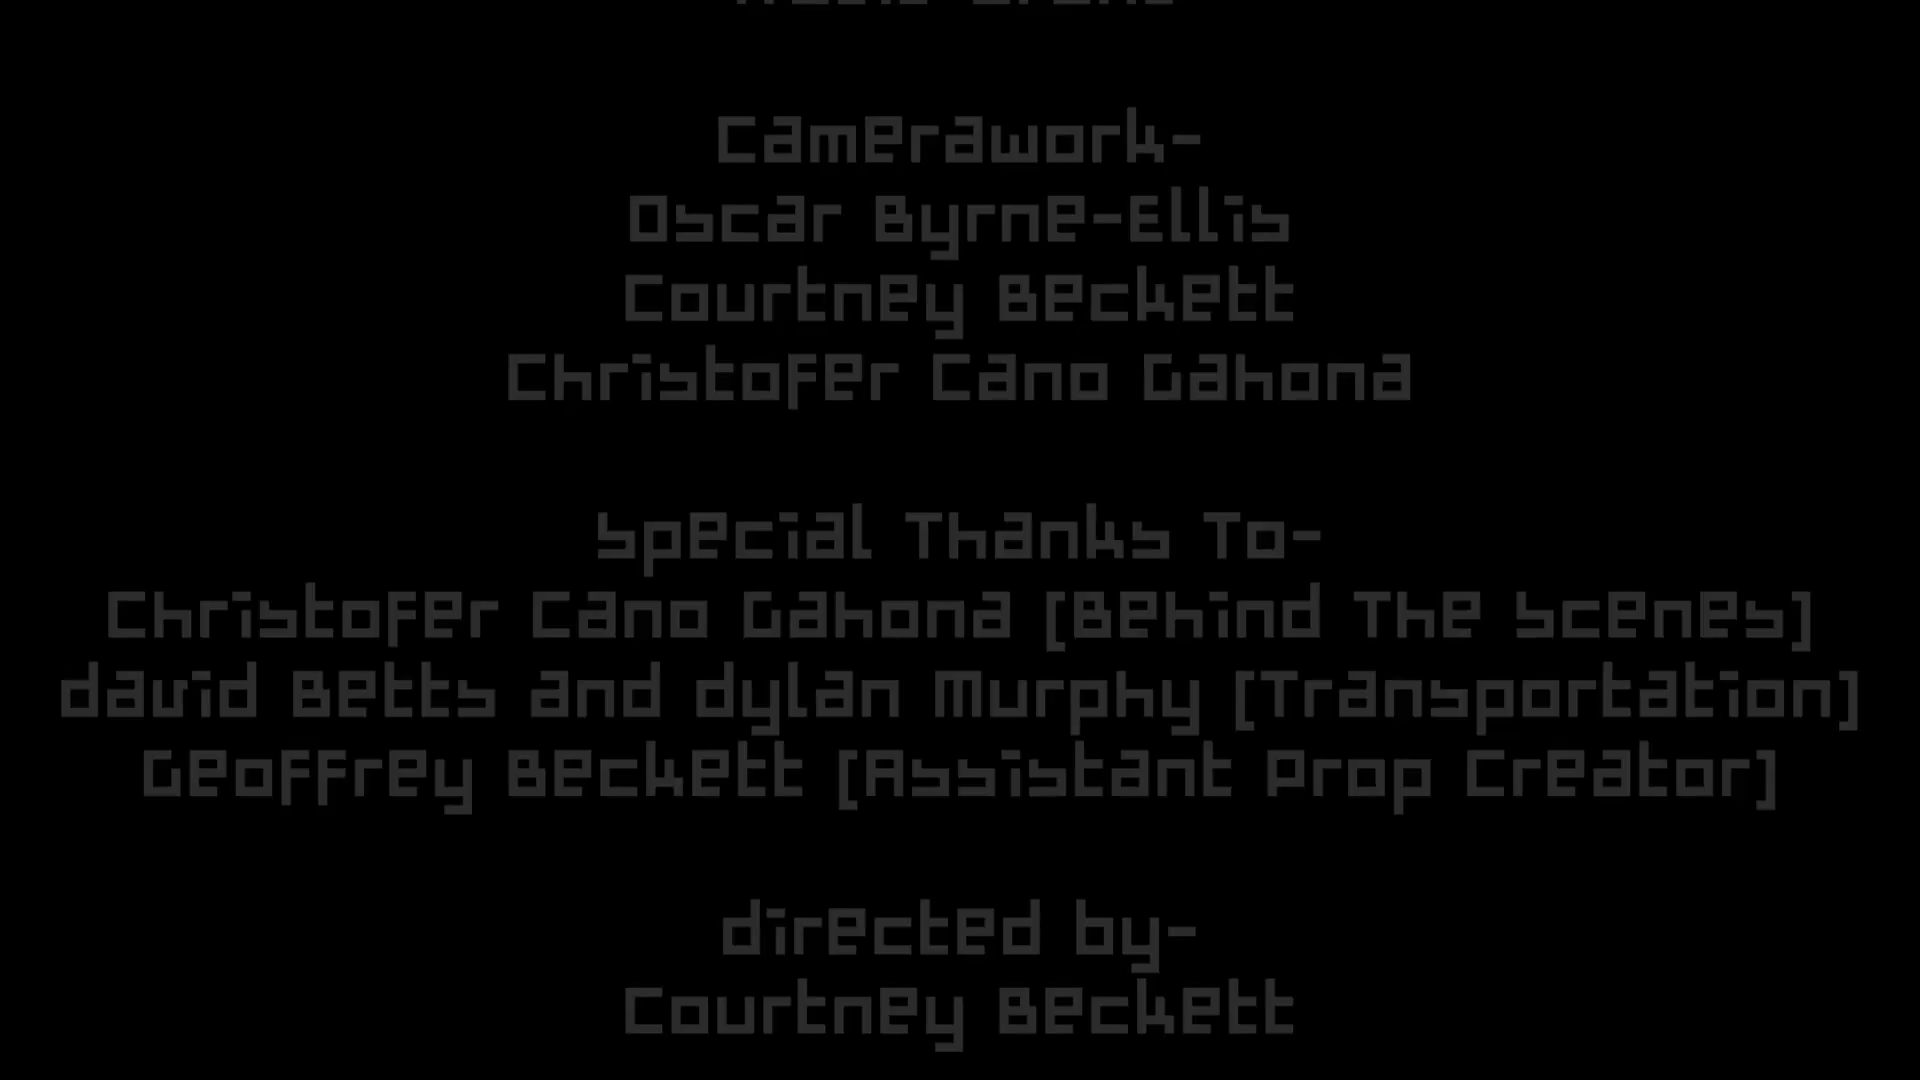 Camerawork-
Oscar Byrne-Ellis
Courtney Beckett
Christofer Cano Gahona
Special Thanks To-
Christofer Cano Gahona [Behind The Scenes]
david Betts and dylan Murphy [Transportation]
Geoffrey Beckett [Assistant Prop Creator]
directed by-
Courtney Beckett